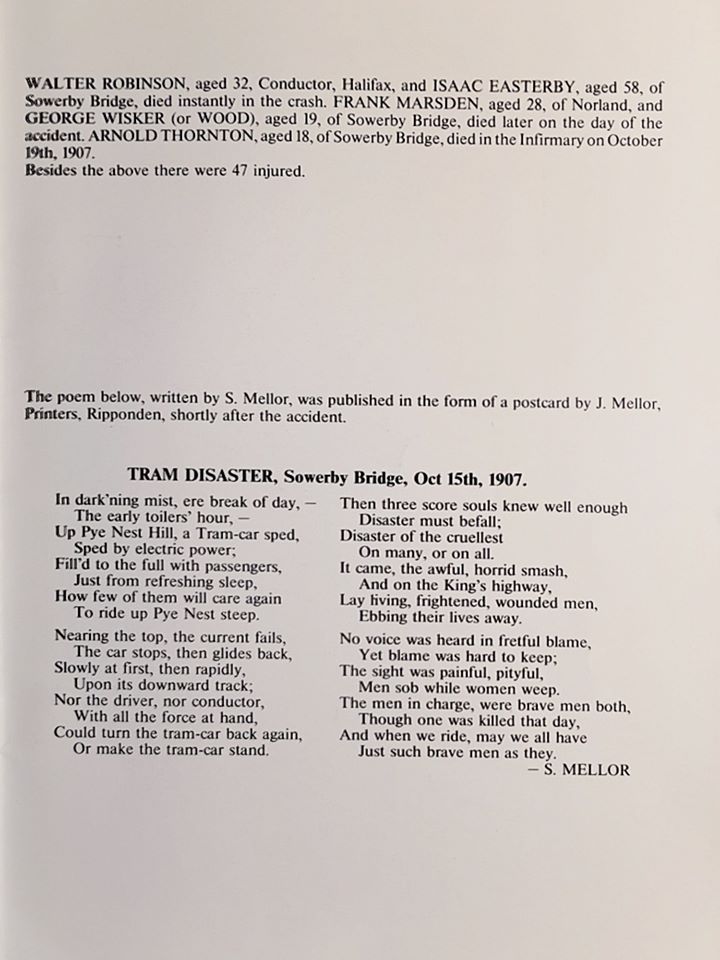 WALTER ROBINSON, aged 32, Conductor, Halifax, and ISAAC EASTERBY, aged 58, of
Sowerby Bridge, died instantly in the crash. FRANK MARSDEN, aged 28, of Norland, and
GEORGE WISKER (or WOOD), aged 19, of Sowerby Bridge, died later on the day of the
accident. ARNOLD THORNTON, aged 18, of Sowerby Bridge, died in the Infirmary on October
19th, 1907.
Besides the above there were 47 injured.
The poem below, written by S. Mellor, was published in the form of a postcard by J. Mellor,
Printers, Ripponden, shortly after the accident.
TRAM DISASTER, Sowerby Bridge, Oct 15th, 1907.
In dark'ning mist, ere break of day, —
The early toilers' hour, —
Up Pye Nest Hill, a Tram-car sped,
Sped by electric power;
Fill'd to the full with passengers,
Just from refreshing sleep,
How few of them will care again
To ride up Pye Nest steep.
Nearing the top, the current fails,
The car stops, then glides back,
Slowly at first, then rapidly,
Upon its downward track;
Nor the driver, nor conductor,
With all the force at hand,
Could turn the tram-car back again,
Or make the tram-car stand.
Then three score souls knew well enough
Disaster must befall;
Disaster of the cruellest
On many, or on all.
It came, the awful, horrid smash,
And on the King's highway,
Lay living, frightened, wounded men,
Ebbing their lives away.
No voice was heard in fretful blame,
Yet blame was hard to keep;
The sight was painful, pityful,
Men sob while women weep.
The men in charge, were brave men both,
Though one was killed that day,
And when we ride, may we all have
Just such brave men as they.
— S. MELLOR